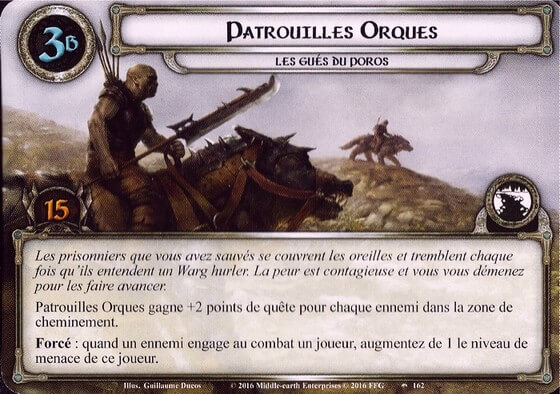 3B
PATROUILLES ORQUES
LES GUÉS DU POROS
15
Les prisonniers que vous avez sauvés se couvrent les oreilles et tremblent chaque
fois qu'ils entendent un Warg hurler. La peur est contagieuse et vous vous démenez
pour les faire avancer.
Patrouilles Orques gagne +2 points de quête pour chaque ennemi dans la zone de
cheminement.
Forcé : quand un ennemi engage au combat un joueur, augmentez de 1 le niveau de
menace de ce joueur.
Illus. Guillaume Ducos © 2016 Middle-earth Enterprises © 2016 FFG 162